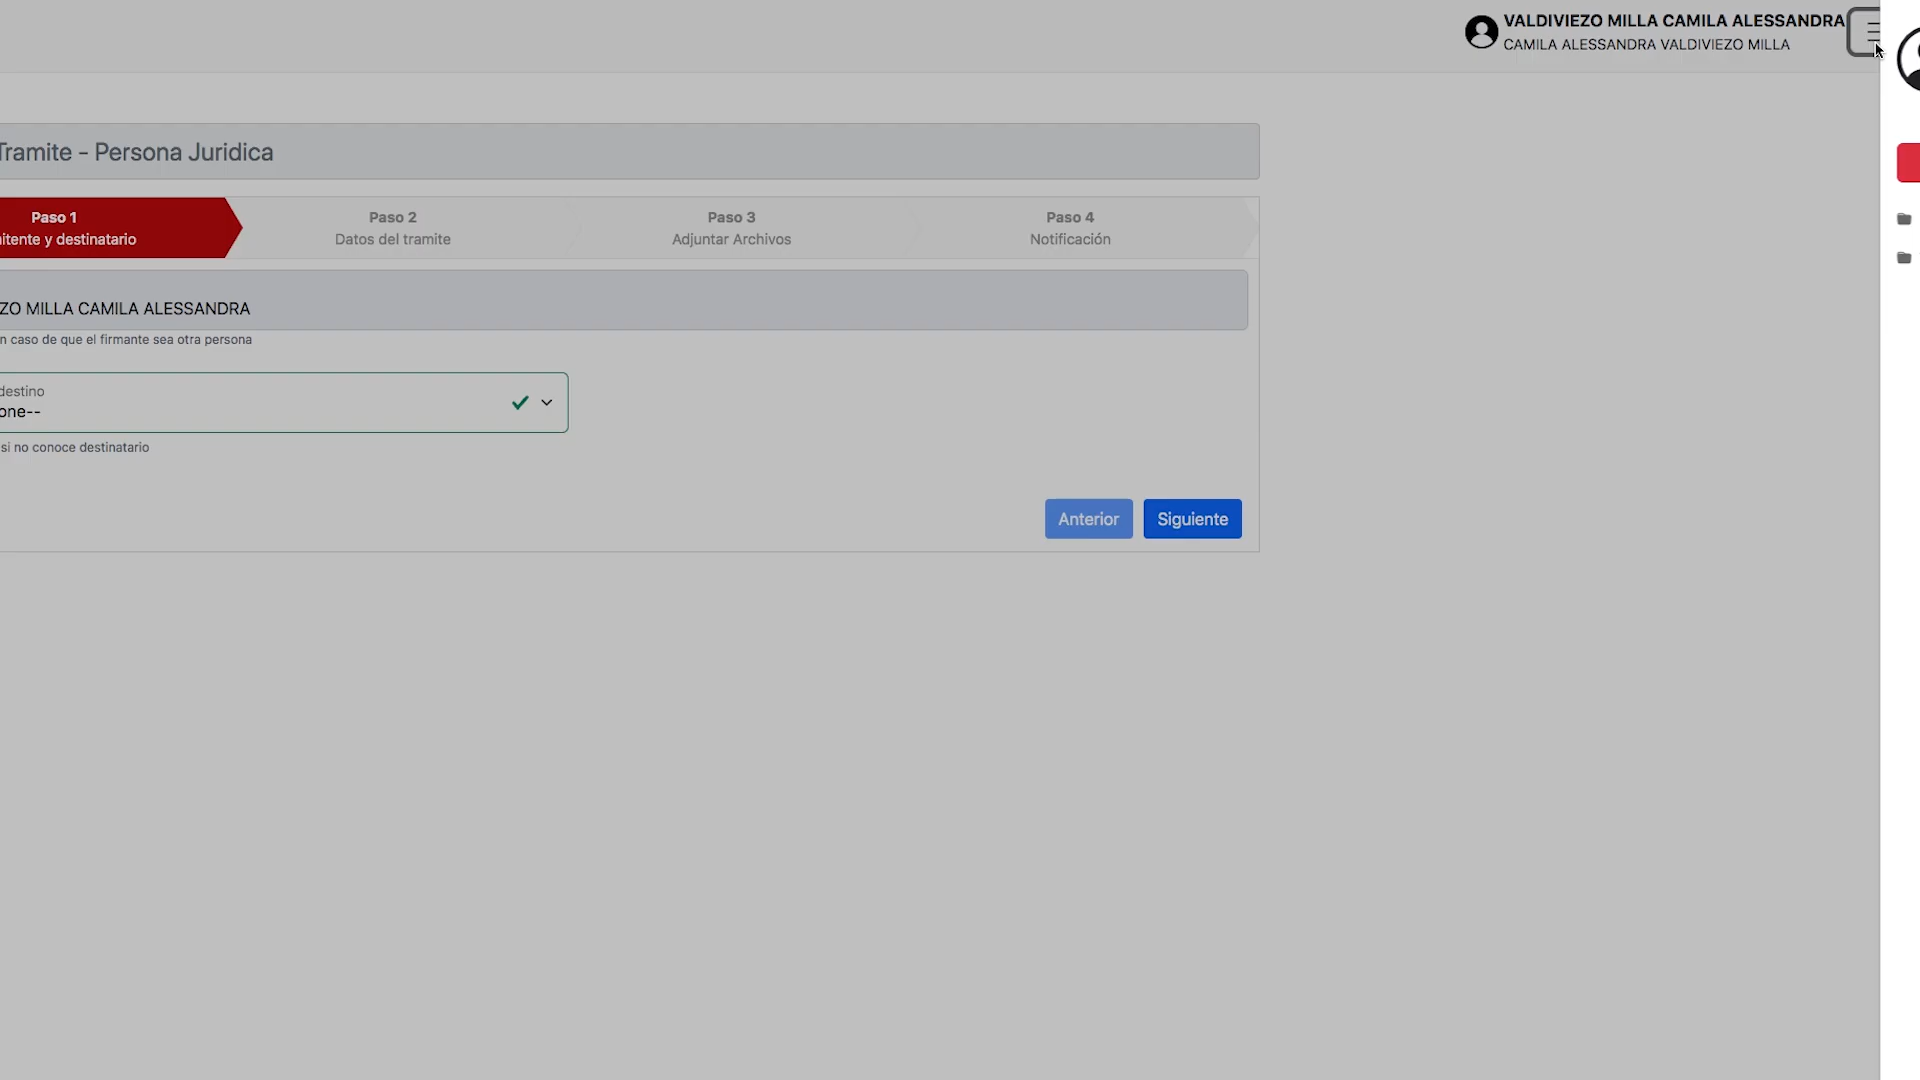 VALDIVIEZO MILLA CAMILA ALESSANDRA
CAMILA ALESSANDRA VALDIVIEZO MILLA
Tramite - Persona Juridica
Paso 1
itente y destinatario
Paso 2
Datos del tramite
Paso 3
Adjuntar Archivos
Paso 4
Notificación
ZO MILLA CAMILA ALESSANDRA
n caso de que el firmante sea otra persona
destino
one--
si no conoce destinatario
Anterior
Siguiente